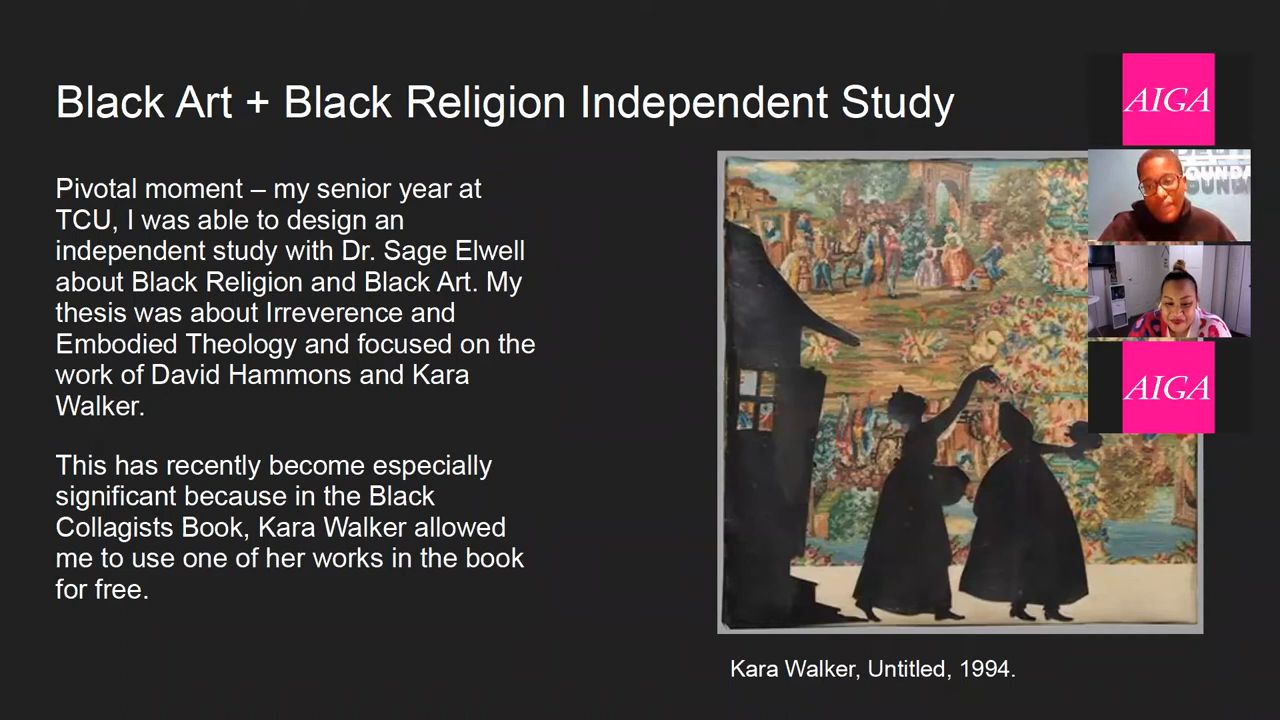 Black Art + Black Religion Independent Study
Pivotal moment – my senior year at
TCU, I was able to design an
independent study with Dr. Sage Elwell
about Black Religion and Black Art. My
thesis was about Irreverence and
Embodied Theology and focused on the
work of David Hammons and Kara
Walker.
This has recently become especially
significant because in the Black
Collagists Book, Kara Walker allowed
me to use one of her works in the book
for free.
Kara Walker, Untitled, 1994.
AIGA
AIGA